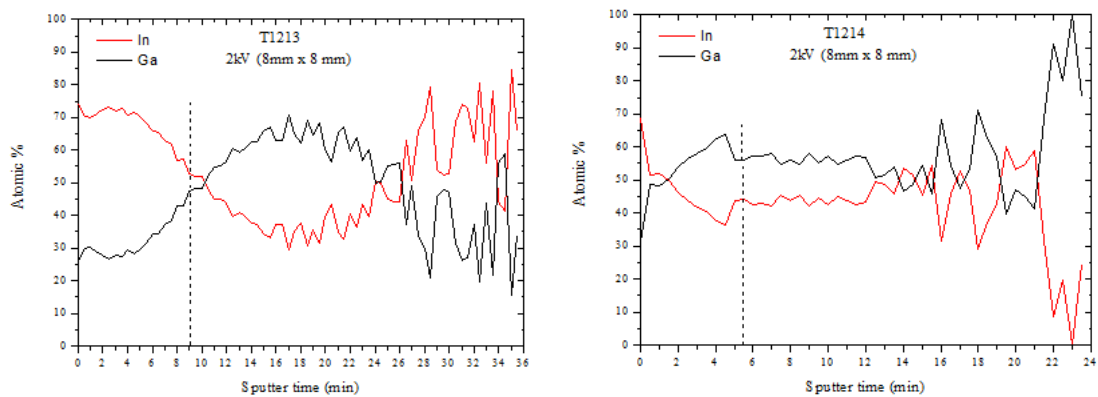 In
Ga
T1213
2kV (8mm x 8 mm)
100
90
80
70
60
50
40
30
20
10
0
Atomic %
0 2 4 6 8 10 12 14 16 18 20 22 24 26 28 30 32 34 36
Sputter time (min)
In
Ga
T1214
2kV (8mm x 8 mm)
100
90
80
70
60
50
40
30
20
10
0
Atomic %
0 2 4 6 8 10 12 14 16 18 20 22 24
Sputter time (min)